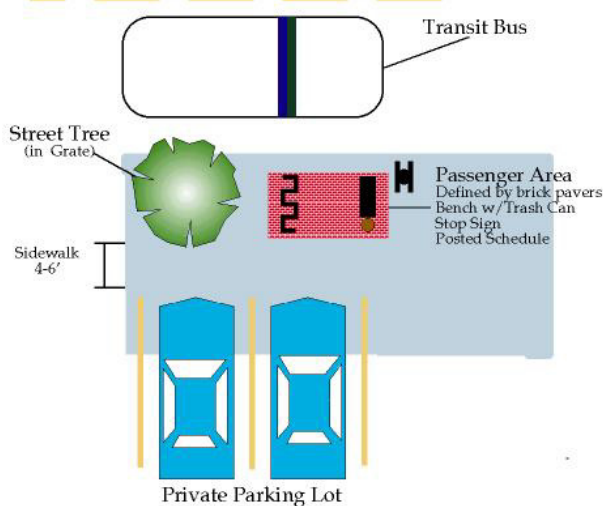 Transit Bus
Street Tree
(in Grate)
Passenger Area
Defined by brick pavers
Bench w/Trash Can
Stop Sign
Posted Schedule
Sidewalk
4-6'
Private Parking Lot